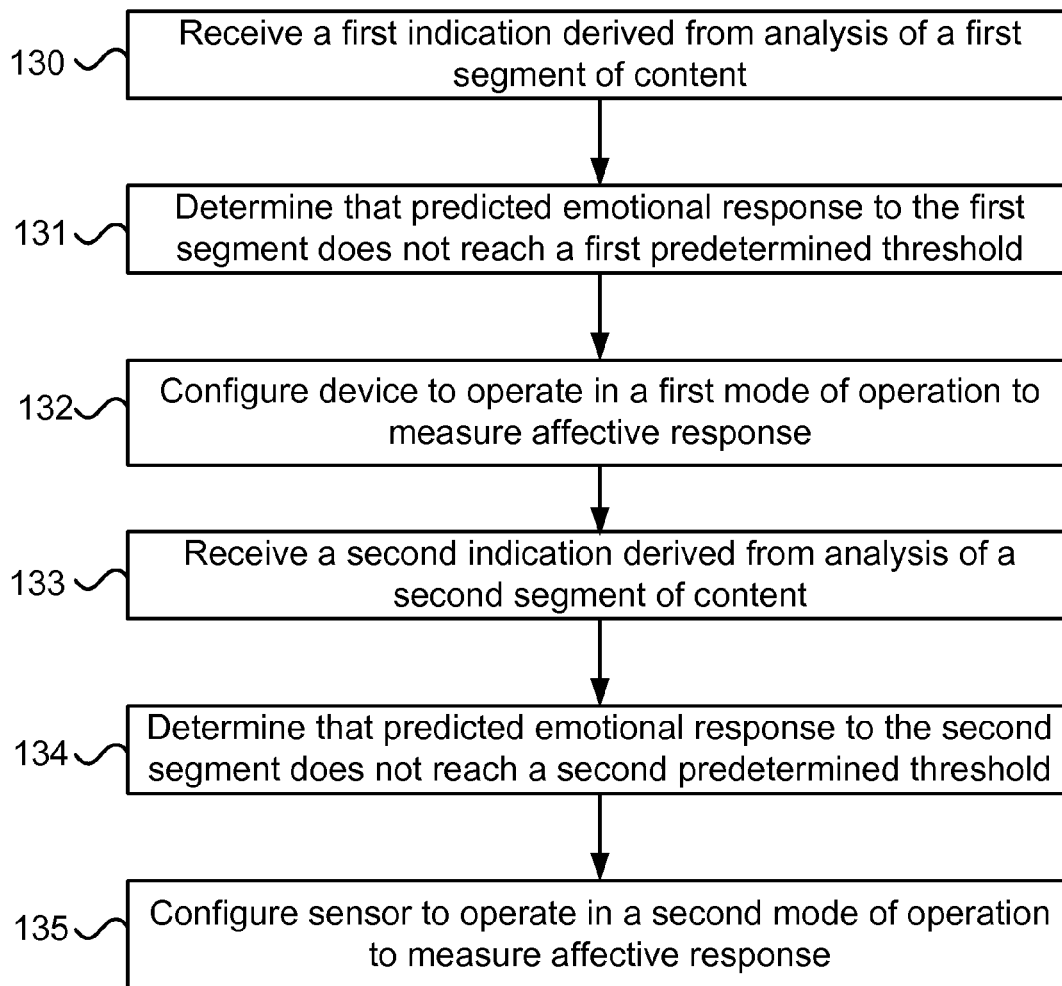 130
Receive a first indication derived from analysis of a first
segment of content
131
Determine that predicted emotional response to the first
segment does not reach a first predetermined threshold
132
Configure device to operate in a first mode of operation to
measure affective response
133
Receive a second indication derived from analysis of a
second segment of content
134
Determine that predicted emotional response to the second
segment does not reach a second predetermined threshold
135
Configure sensor to operate in a second mode of operation
to measure affective response